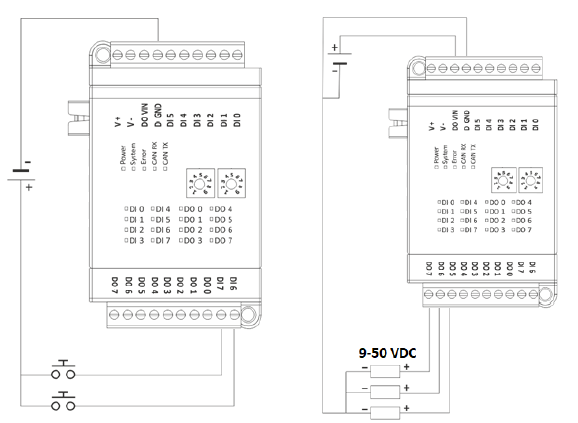 V+ V- DO VIN D GND DI 5 DI 4 DI 3 DI 2 DI 1 DI 0
Power
System
Error
CAN RX
CAN TX
DI 0 DI 4 DO 0 DO 4
DI 1 DI 5 DO 1 DO 5
DI 2 DI 6 DO 2 DO 6
DI 3 DI 7 DO 3 DO 7
DO 7 DO 6 DO 5 DO 4 DO 3 DO 2 DO 1 DO 0 DI 7 DI 6
-
+
+
-
V+ V- DO VIN D GND DI 5 DI 4 DI 3 DI 2 DI 1 DI 0
Power
System
Error
CAN RX
CAN TX
DI 0 DI 4 DO 0 DO 4
DI 1 DI 5 DO 1 DO 5
DI 2 DI 6 DO 2 DO 6
DI 3 DI 7 DO 3 DO 7
DO 7 DO 6 DO 5 DO 4 DO 3 DO 2 DO 1 DO 0 DI 7 DI 6
9-50 VDC
- +
- +
- +